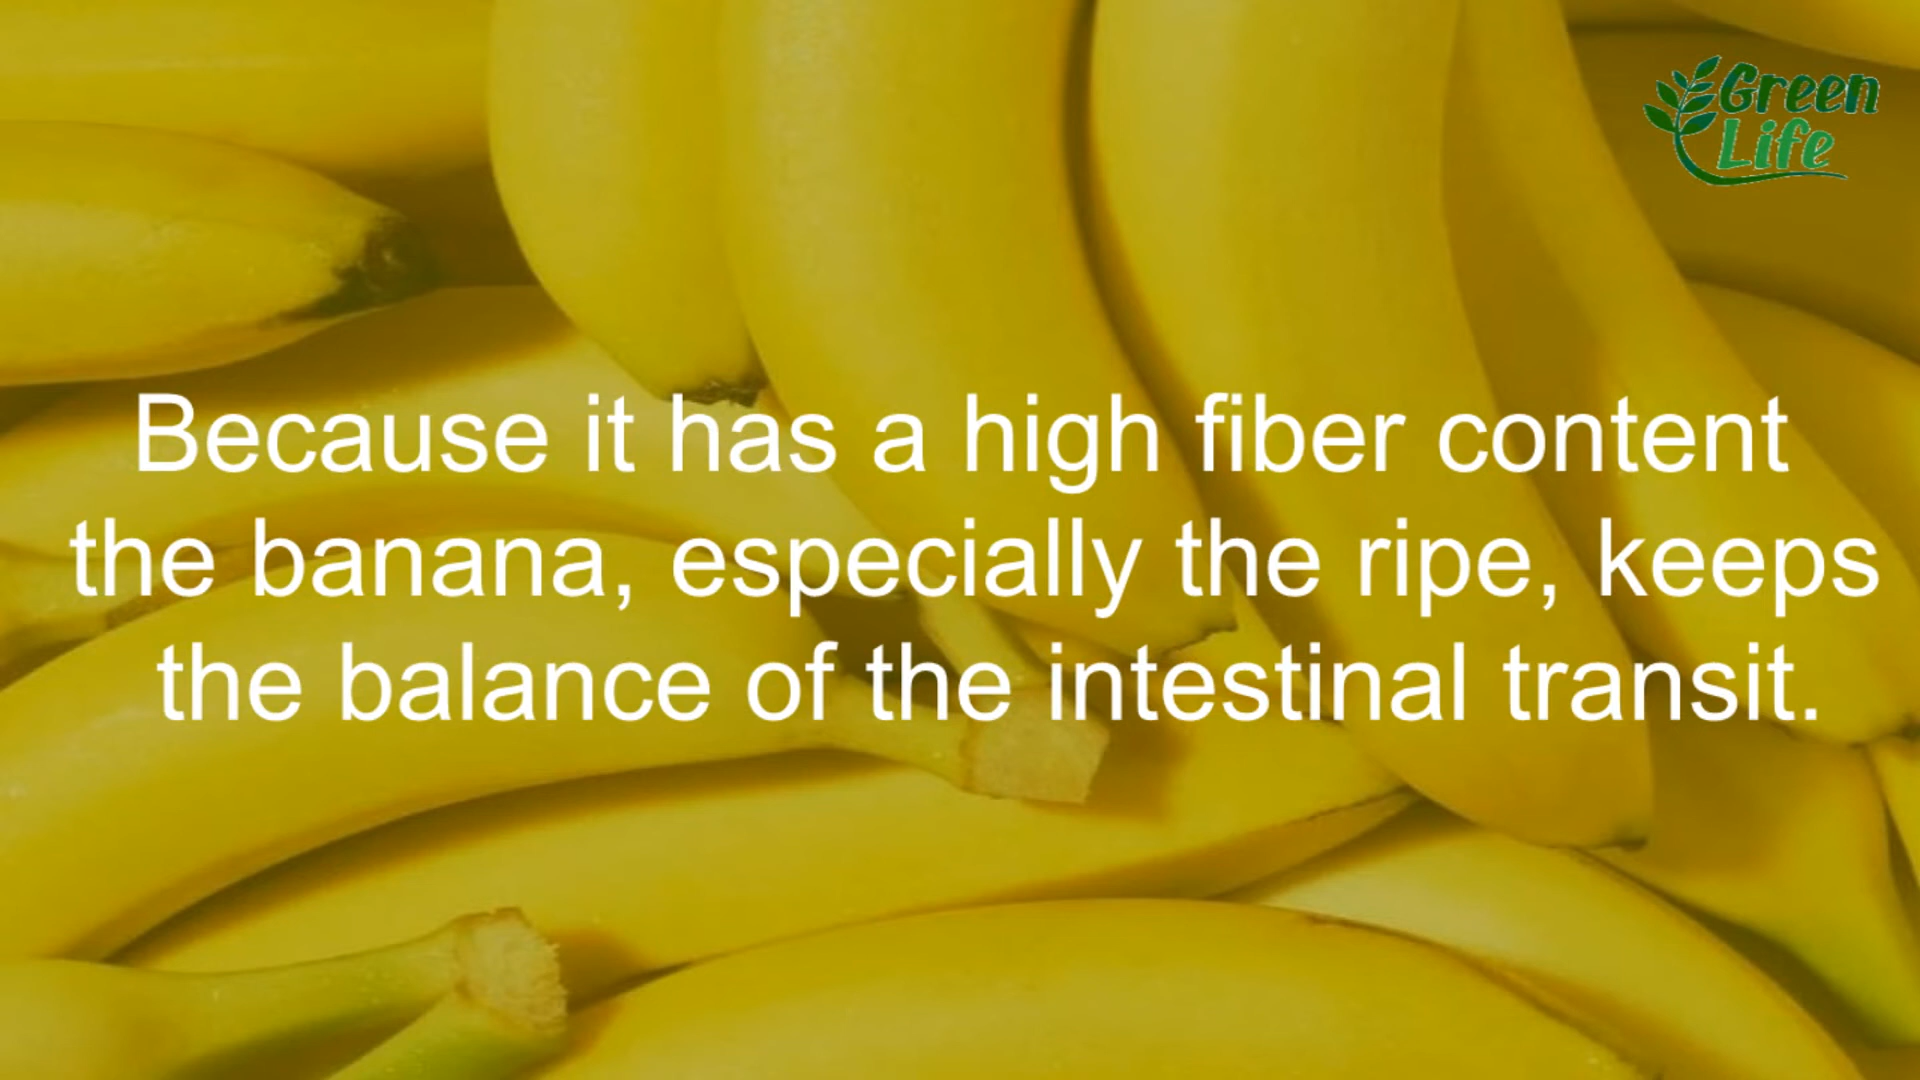 Green
Life
Because it has a high fiber content
the banana, especially the ripe, keeps
the balance of the intestinal transit.